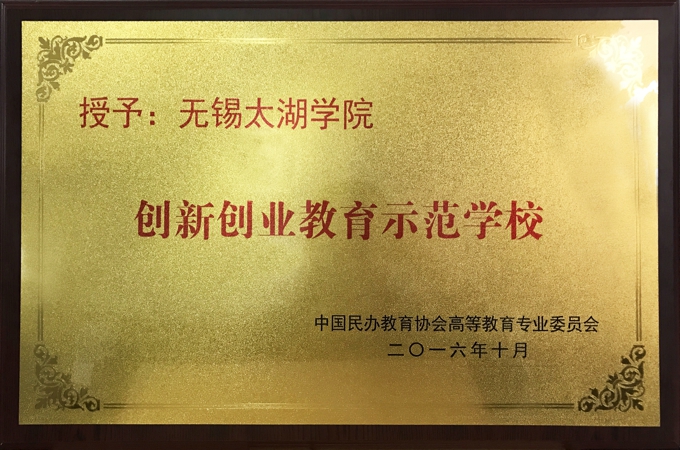 授予：无锡太湖学院
创新创业教育示范学校
中国民办教育协会高等教育专业委员会
二〇一六年十月